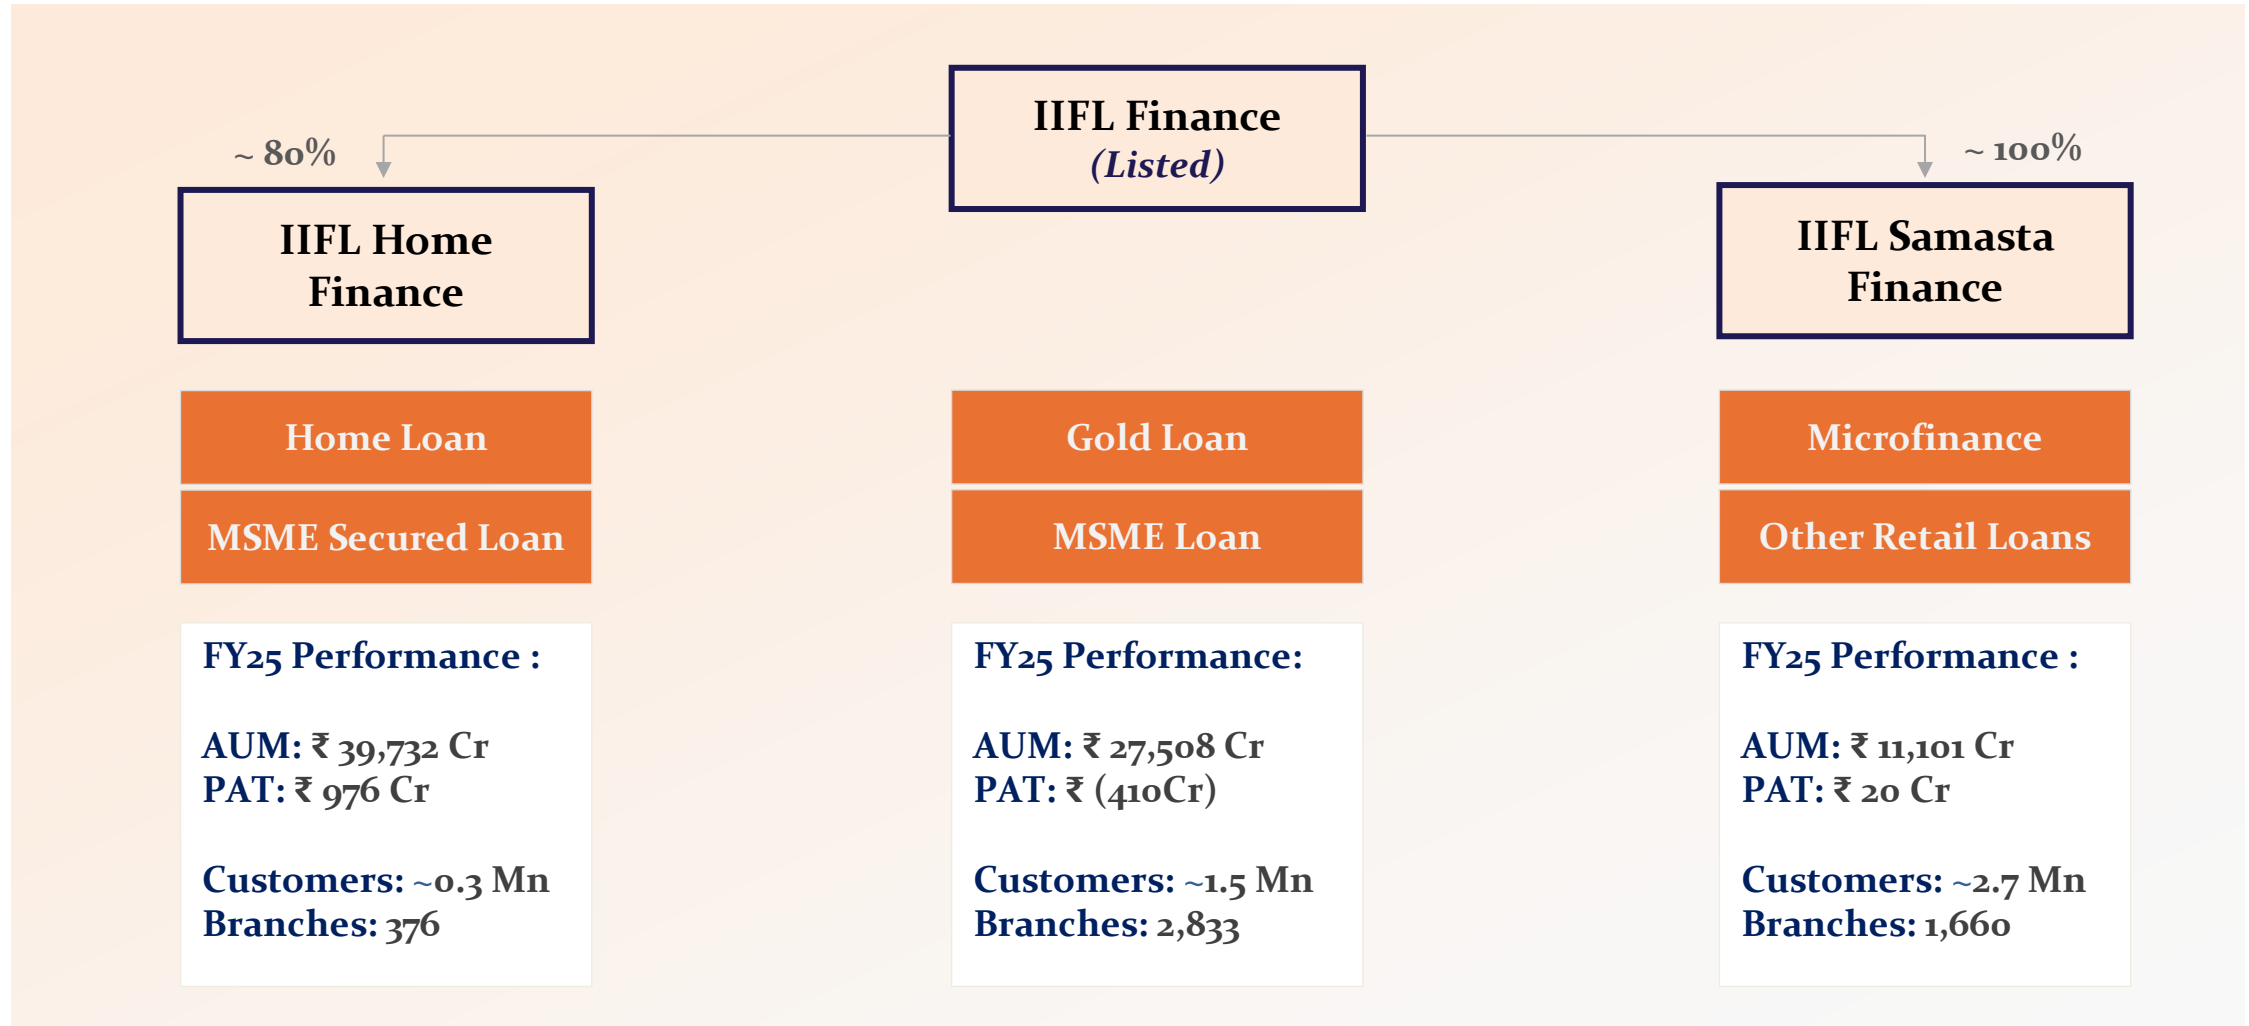 IIFL Finance
(Listed)
~ 80%
~ 100%
IIFL Home
Finance
IIFL Samasta
Finance
Home Loan
Gold Loan
Microfinance
MSME Secured Loan
MSME Loan
Other Retail Loans
FY25 Performance :
AUM: ₹ 39,732 Cr
PAT: ₹ 976 Cr
Customers: ~0.3 Mn
Branches: 376
FY25 Performance:
AUM: ₹ 27,508 Cr
PAT: ₹ (410Cr)
Customers: ~1.5 Mn
Branches: 2,833
FY25 Performance :
AUM: ₹ 11,101 Cr
PAT: ₹ 20 Cr
Customers: ~2.7 Mn
Branches: 1,660